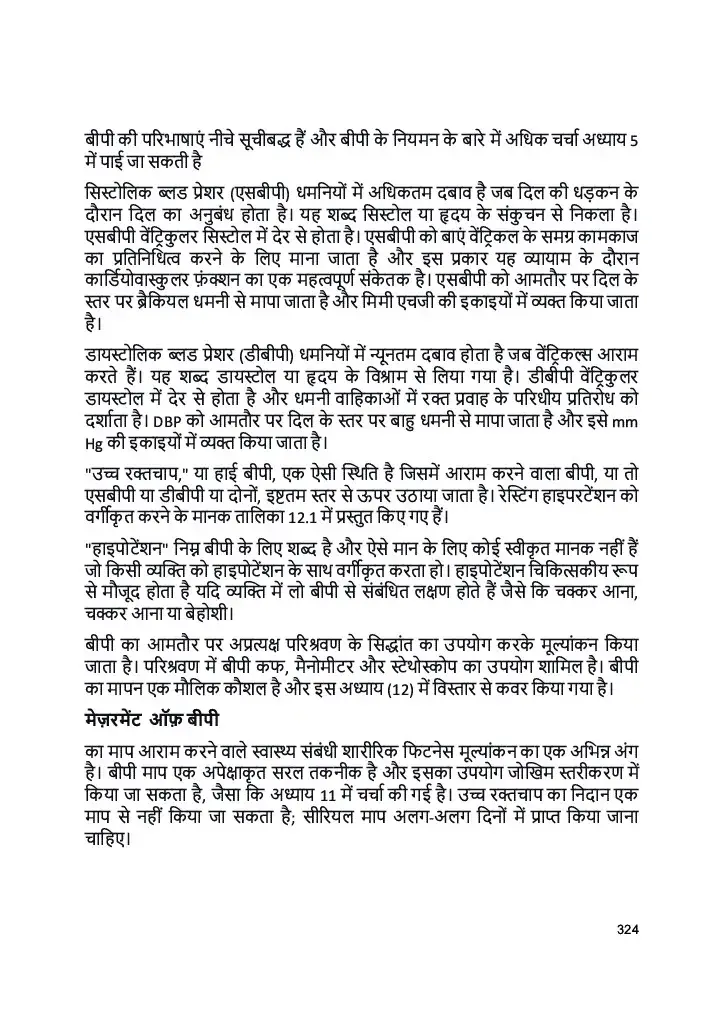 बीपी की परिभाषाएं नीचे सूचीबद्ध हैं और बीपी के नियमन के बारे में अधिक चर्चा अध्याय 5
में पाई जा सकती है
सिस्टोलिक ब्लड प्रेशर (एसबीपी) धमनियों में अधिकतम दबाव है जब दिल की धड़कन के
दौरान दिल का अनुबंध होता है। यह शब्द सिस्टोल या हृदय के संकुचन से निकला है।
एसबीपी वेंट्रिकुलर सिस्टोल में देर से होता है। एसबीपी को बाएं वेंट्रिकल के समग्र कामकाज
का प्रतिनिधित्व करने के लिए माना जाता है और इस प्रकार यह व्यायाम के दौरान
कार्डियोवास्कुलर फ़ंक्शन का एक महत्वपूर्ण संकेतक है। एसबीपी को आमतौर पर दिल के
स्तर पर ब्रैकियल धमनी से मापा जाता है और मिमी एचजी की इकाइयों में व्यक्त किया जाता
है।
डायस्टोलिक ब्लड प्रेशर (डीबीपी) धमनियों में न्यूनतम दबाव होता है जब वेंट्रिकल्स आराम
करते हैं। यह शब्द डायस्टोल या हृदय के विश्राम से लिया गया है। डीबीपी वेंट्रिकुलर
डायस्टोल में देर से होता है और धमनी वाहिकाओं में रक्त प्रवाह के परिधीय प्रतिरोध को
दर्शाता है। DBP को आमतौर पर दिल के स्तर पर बाहु धमनी से मापा जाता है और इसे mm
Hg की इकाइयों में व्यक्त किया जाता है।
"उच्च रक्तचाप," या हाई बीपी, एक ऐसी स्थिति है जिसमें आराम करने वाला बीपी, या तो
एसबीपी या डीबीपी या दोनों, इष्टतम स्तर से ऊपर उठाया जाता है। रेस्टिंग हाइपरटेंशन को
वर्गीकृत करने के मानक तालिका 12.1 में प्रस्तुत किए गए हैं।
"हाइपोटेंशन" निम्न बीपी के लिए शब्द है और ऐसे मान के लिए कोई स्वीकृत मानक नहीं हैं
जो किसी व्यक्ति को हाइपोटेंशन के साथ वर्गीकृत करता हो। हाइपोटेंशन चिकित्सकीय रूप
से मौजूद होता है यदि व्यक्ति में लो बीपी से संबंधित लक्षण होते हैं जैसे कि चक्कर आना,
चक्कर आना या बेहोशी।
बीपी का आमतौर पर अप्रत्यक्ष परिश्रवण के सिद्धांत का उपयोग करके मूल्यांकन किया
जाता है। परिश्रवण में बीपी कफ, मैनोमीटर और स्टेथोस्कोप का उपयोग शामिल है। बीपी
का मापन एक मौलिक कौशल है और इस अध्याय (12) में विस्तार से कवर किया गया है।
मेज़रमेंट ऑफ़ बीपी
का माप आराम करने वाले स्वास्थ्य संबंधी शारीरिक फिटनेस मूल्यांकन का एक अभिन्न अंग
है। बीपी माप एक अपेक्षाकृत सरल तकनीक है और इसका उपयोग जोखिम स्तरीकरण में
किया जा सकता है, जैसा कि अध्याय 11 में चर्चा की गई है। उच्च रक्तचाप का निदान एक
माप से नहीं किया जा सकता है; सीरियल माप अलग-अलग दिनों में प्राप्त किया जाना
चाहिए।
324